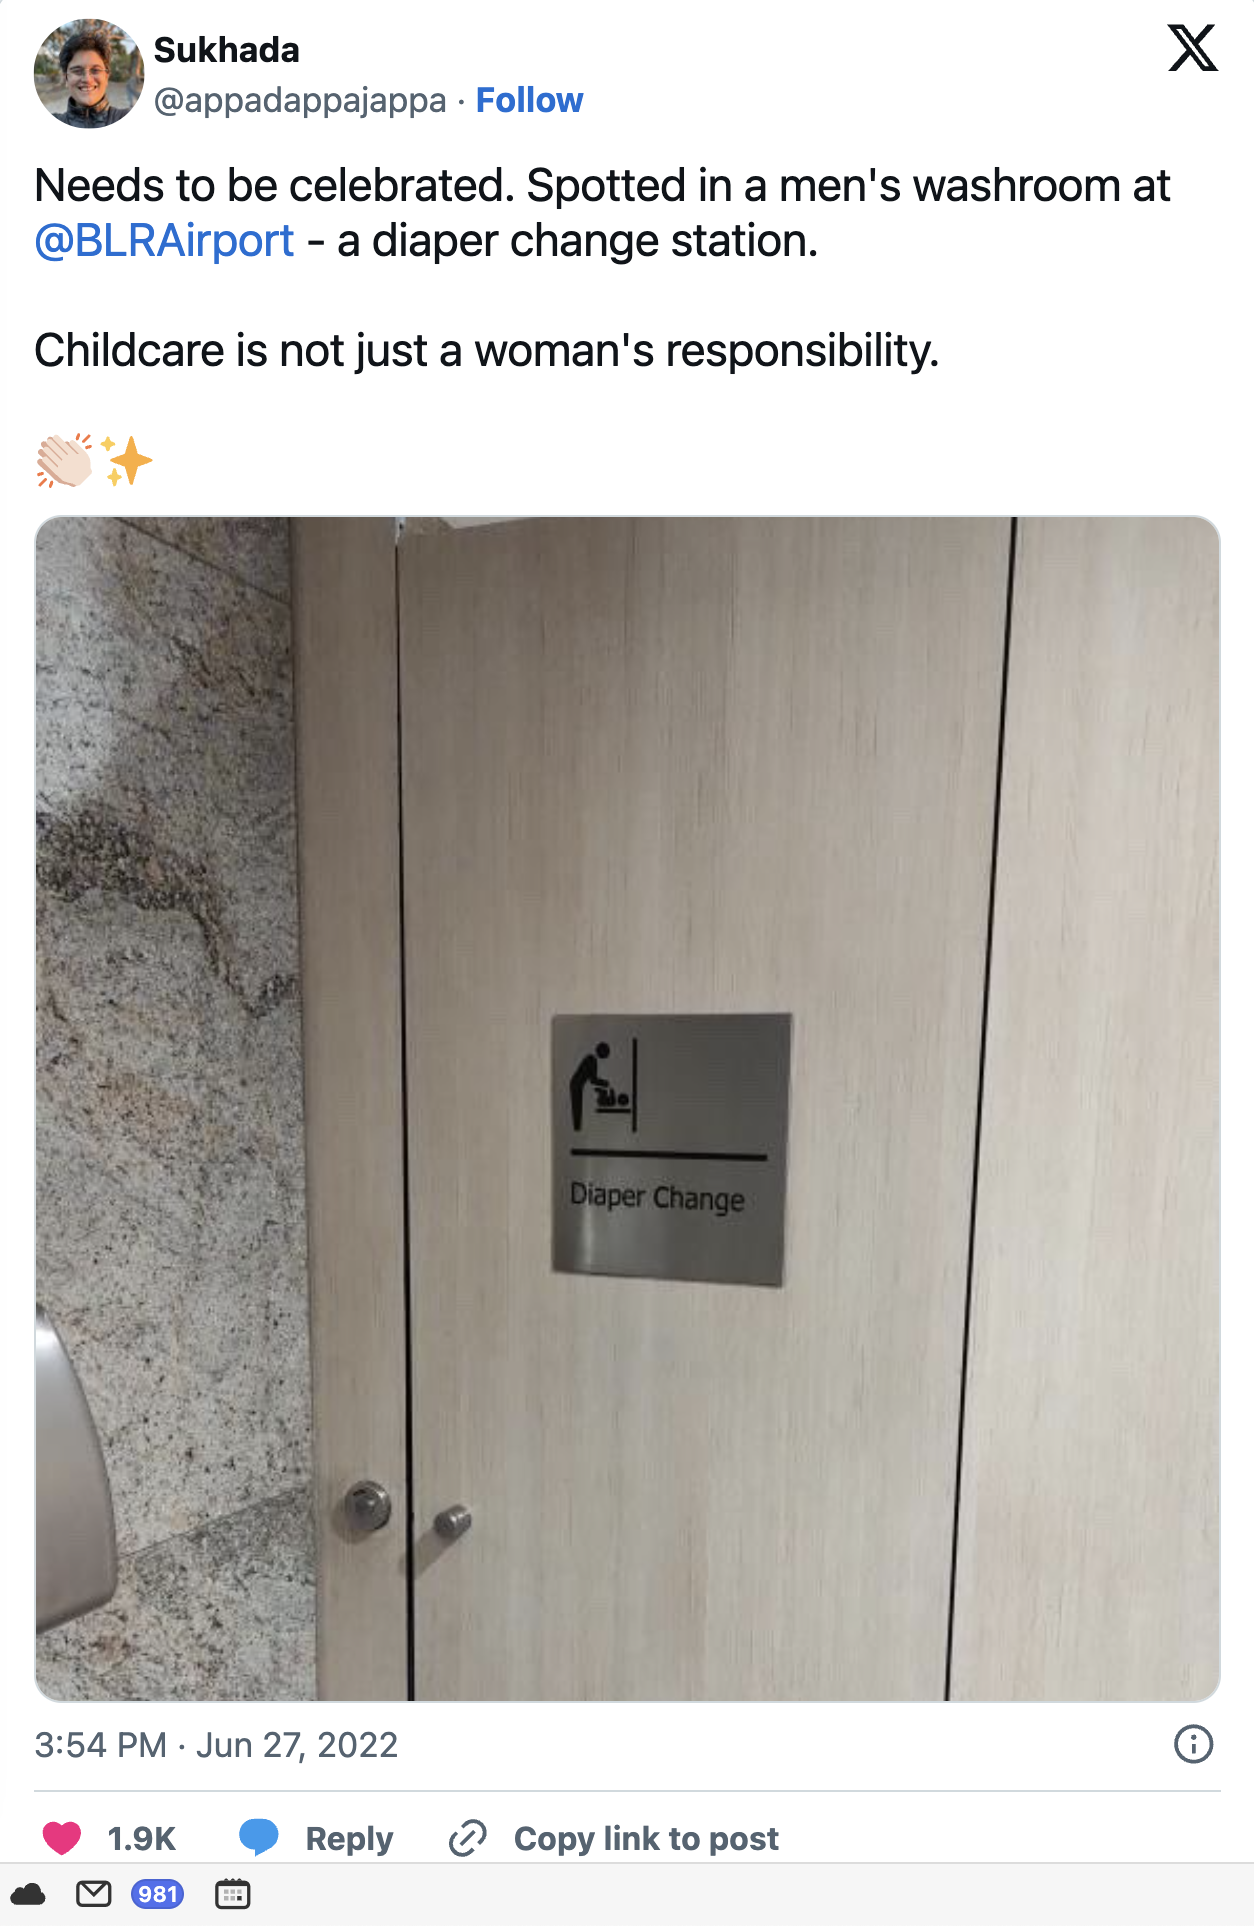 Sukhada
@appadappajappa · Follow
Needs to be celebrated. Spotted in a men's washroom at
@BLRAirport - a diaper change station.
Childcare is not just a woman's responsibility.
👏🏻✨
Diaper Change
3:54 PM · Jun 27, 2022
1.9K Reply Copy link to post
981